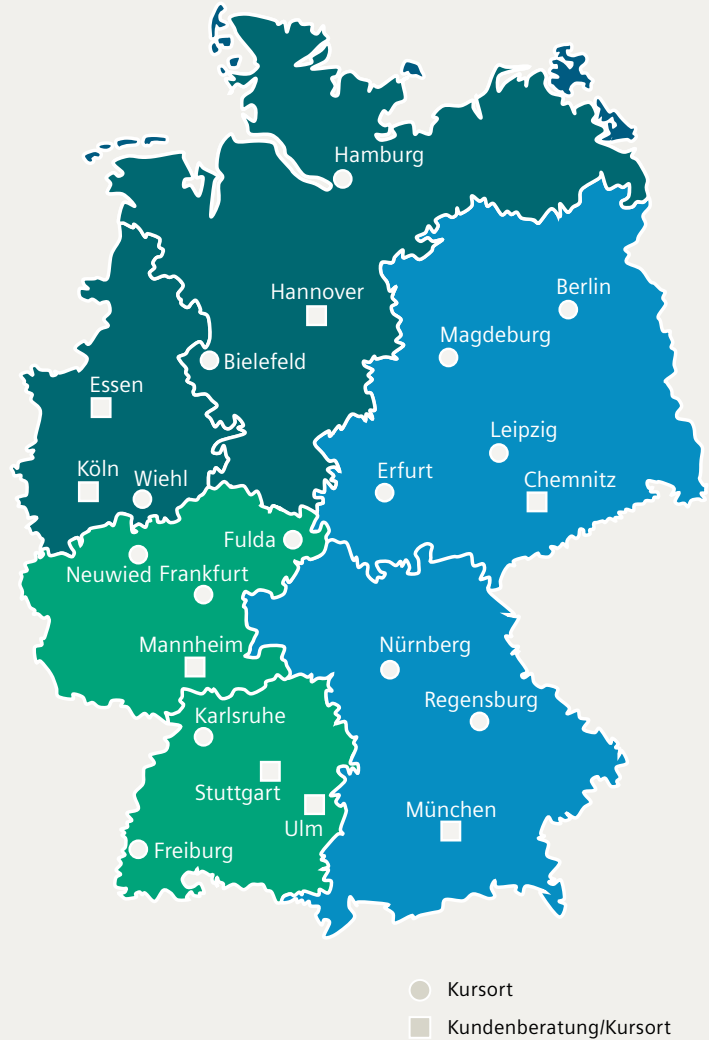 Hamburg
Hannover
Berlin
Magdeburg
Bielefeld
Essen
Leipzig
Köln
Wiehl
Erfurt
Chemnitz
Fulda
Neuwied
Frankfurt
Mannheim
Nürnberg
Regensburg
Karlsruhe
Stuttgart
Ulm
München
Freiburg
Kursort
Kundenberatung/Kursort